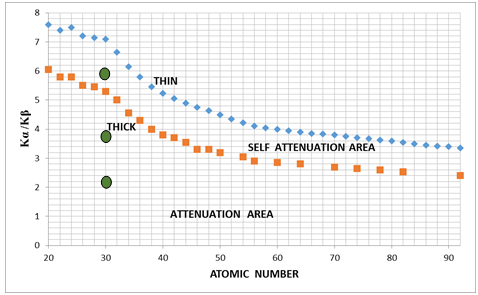 Kα /Kβ
8
7
6
5
4
3
2
1
0
THIN
THICK
SELF ATTENUATION AREA
ATTENUATION AREA
20 30 40 50 60 70 80 90
ATOMIC NUMBER